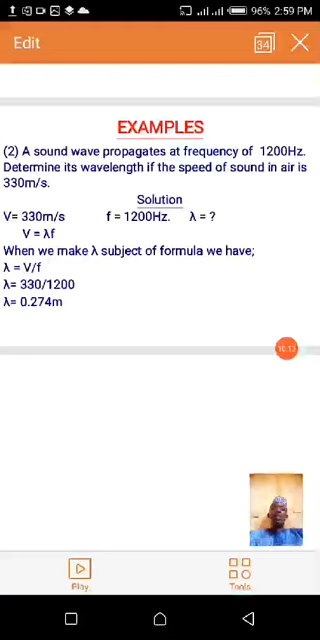 96% 2:59 PM
Edit
34
EXAMPLES
(2) A sound wave propagates at frequency of 1200Hz.
Determine its wavelength if the speed of sound in air is
330m/s.
Solution
V= 330m/s f = 1200Hz. λ = ?
V = λf
When we make λ subject of formula we have;
λ = V/f
λ= 330/1200
λ= 0.274m
10:13
Play
Tools